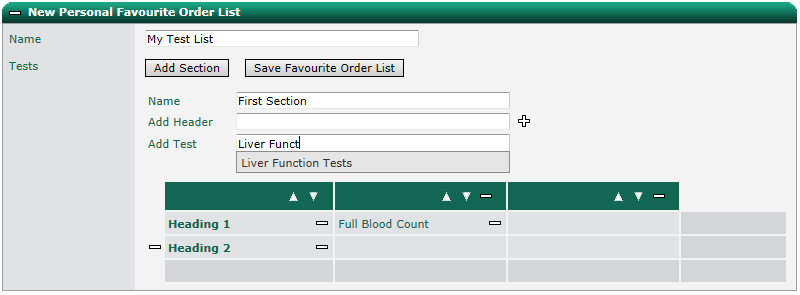 New Personal Favourite Order List
Name My Test List
Tests Add Section Save Favourite Order List
Name First Section
Add Header
Add Test Liver Funct
Liver Function Tests
Heading 1 Full Blood Count
Heading 2